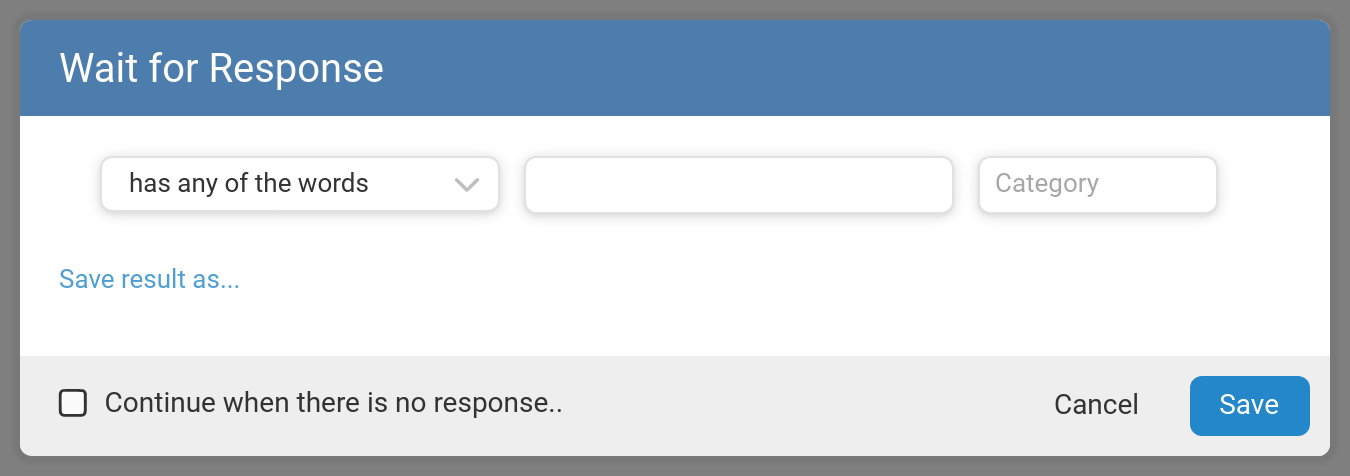 Wait for Response
has any of the words
Category
Save result as...
Continue when there is no response..
Cancel
Save